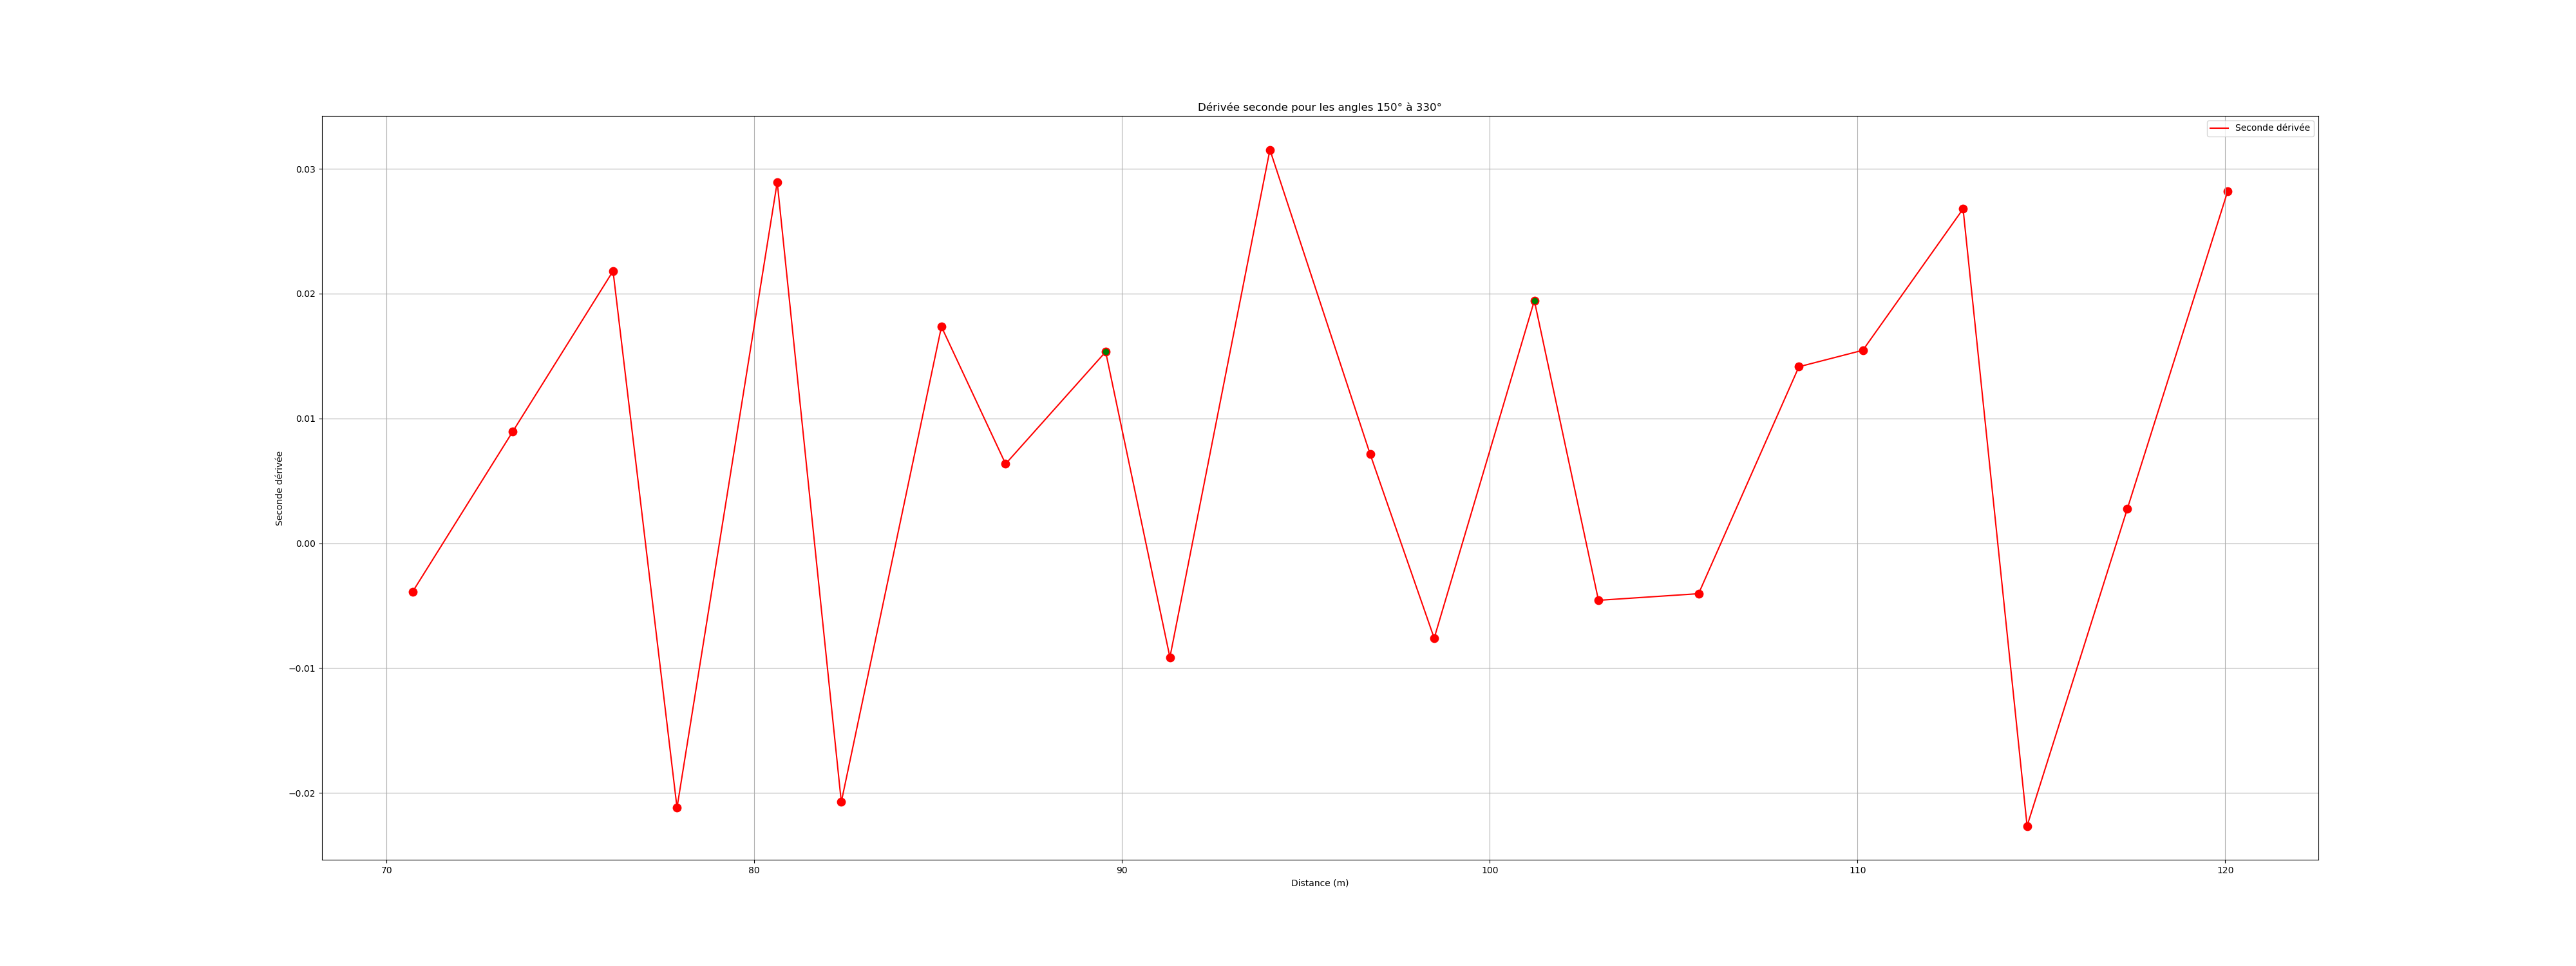 Dérivée seconde pour les angles 150° à 330°
Seconde dérivée
0.03
0.02
0.01
0.00
−0.01
−0.02
Seconde dérivée
70 80 90 100 110 120
Distance (m)